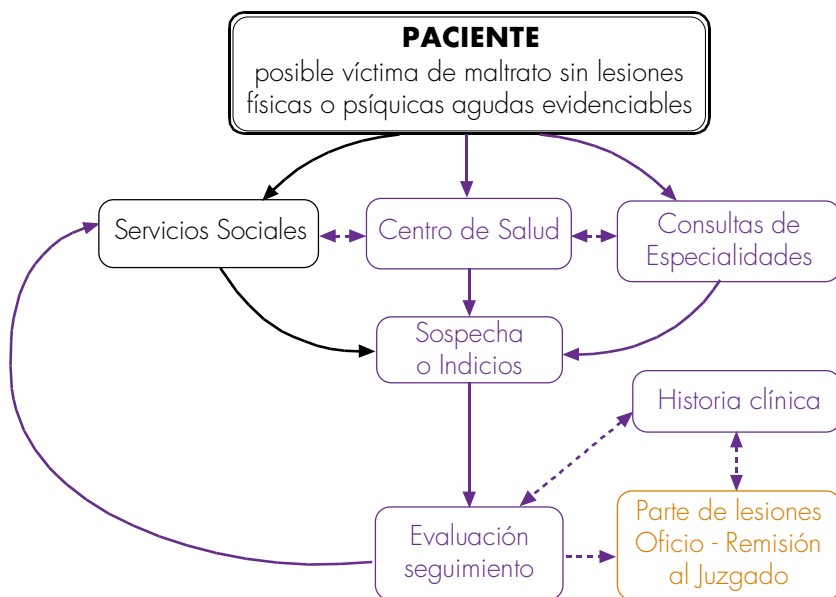 PACIENTE
posible víctima de maltrato sin lesiones
físicas o psíquicas agudas evidenciables
Servicios Sociales
Centro de Salud
Consultas de
Especialidades
Sospecha
o Indicios
Historia clínica
Evaluación
seguimiento
Parte de lesiones
Oficio - Remisión
al Juzgado